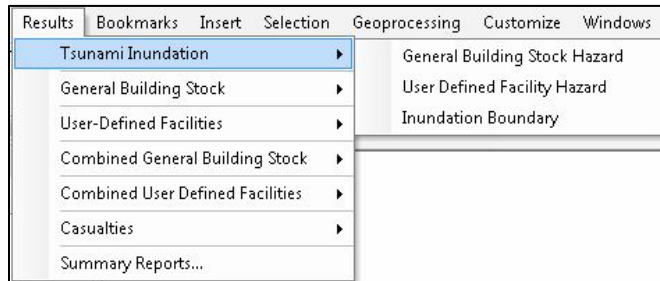 Results Bookmarks Insert Selection Geoprocessing Customize Windows
Tsunami Inundation
General Building Stock
User-Defined Facilities
Combined General Building Stock
Combined User Defined Facilities
Casualties
Summary Reports...
General Building Stock Hazard
User Defined Facility Hazard
Inundation Boundary